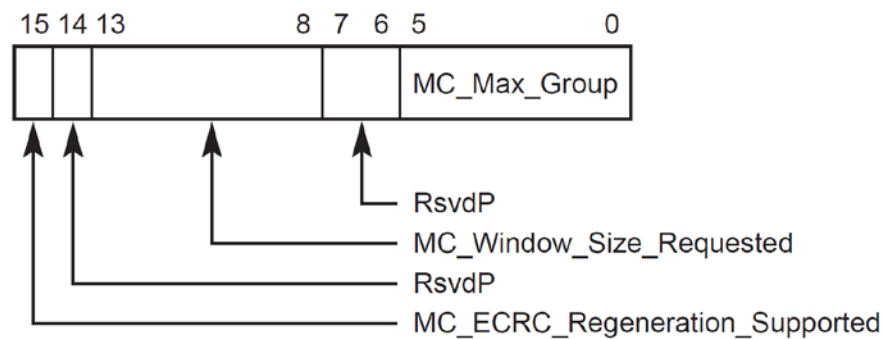 15 14 13 8 7 6 5 0
MC_Max_Group
RsvdP
MC_Window_Size_Requested
RsvdP
MC_ECRC_Regeneration_Supported